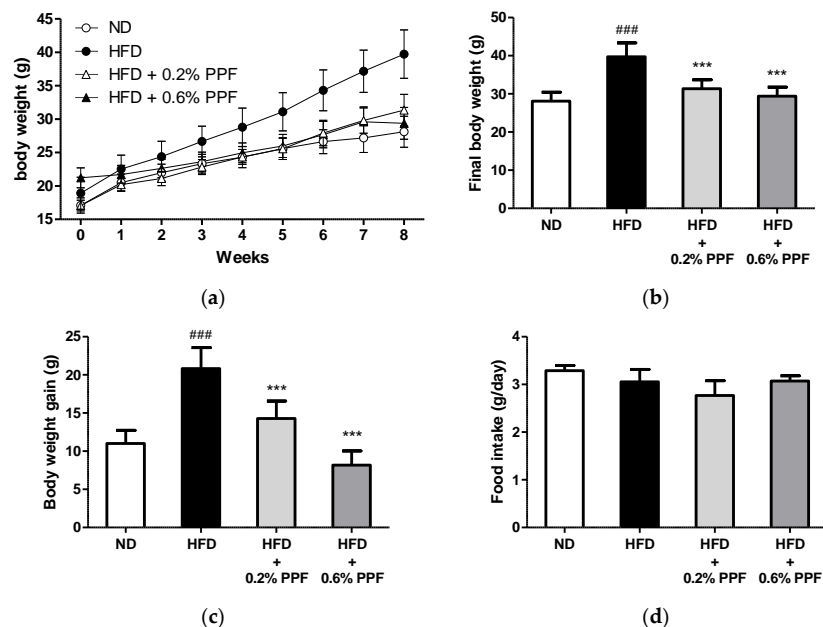 ND
HFD
HFD + 0.2% PPF
HFD + 0.6% PPF
body weight (g)
45
40
35
30
25
20
15
0 1 2 3 4 5 6 7 8
Weeks
(a)
Final body weight (g)
50
40
30
20
10
0
###
***
***
ND HFD HFD HFD
+ +
0.2% PPF 0.6% PPF
(b)
Body weight gain (g)
25
20
15
10
5
0
###
***
***
ND HFD HFD HFD
+ +
0.2% PPF 0.6% PPF
(c)
Food intake (g/day)
4
3
2
1
0
ND HFD HFD HFD
+ +
0.2% PPF 0.6% PPF
(d)